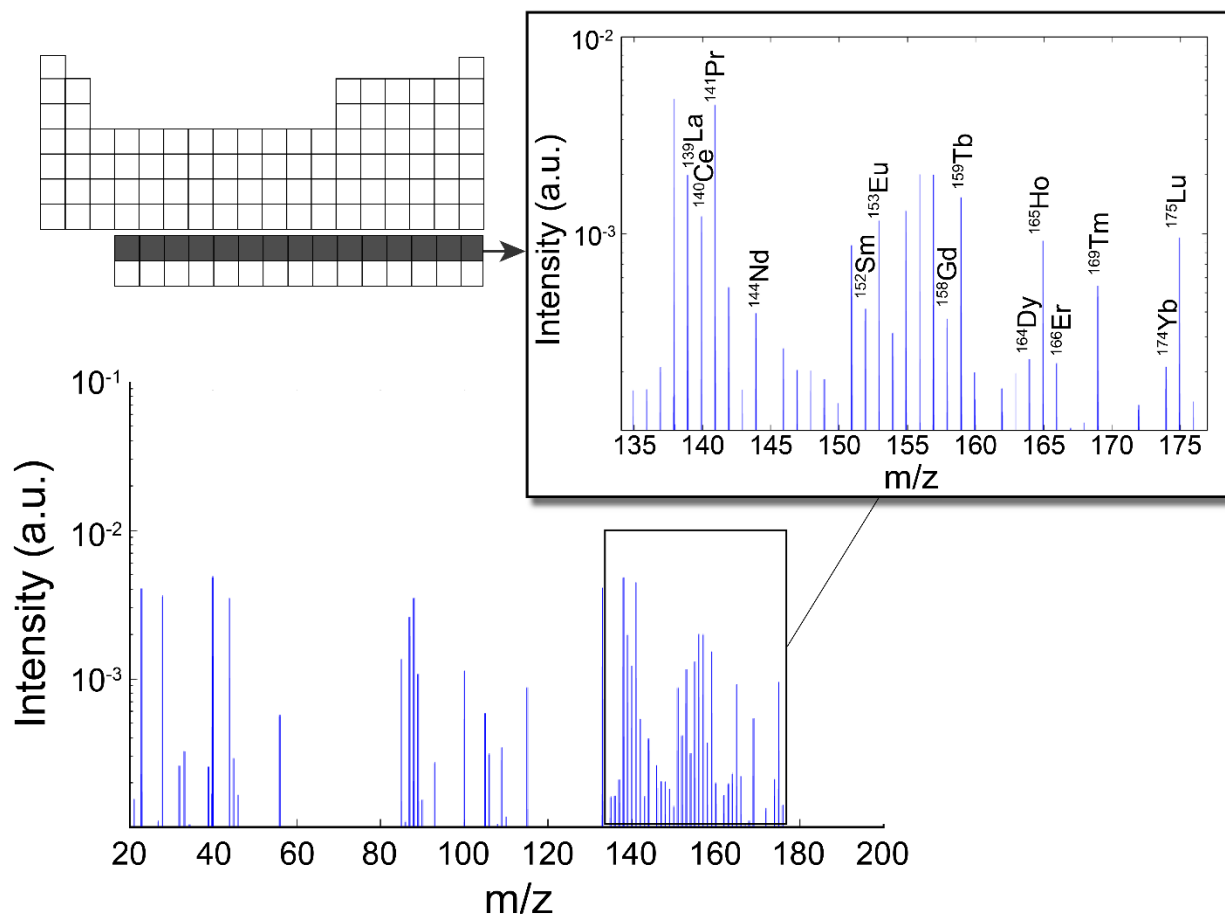 10⁻²
Intensity (a.u.)
10⁻³
¹³⁹La
¹⁴⁰Ce
¹⁴¹Pr
¹⁴⁴Nd
¹⁵²Sm
¹⁵³Eu
¹⁵⁸Gd
¹⁵⁹Tb
¹⁶⁴Dy
¹⁶⁵Ho
¹⁶⁶Er
¹⁶⁹Tm
¹⁷⁴Yb
¹⁷⁵Lu
135 140 145 150 155 160 165 170 175
m/z
10⁻¹
10⁻²
10⁻³
Intensity (a.u.)
20 40 60 80 100 120 140 160 180 200
m/z